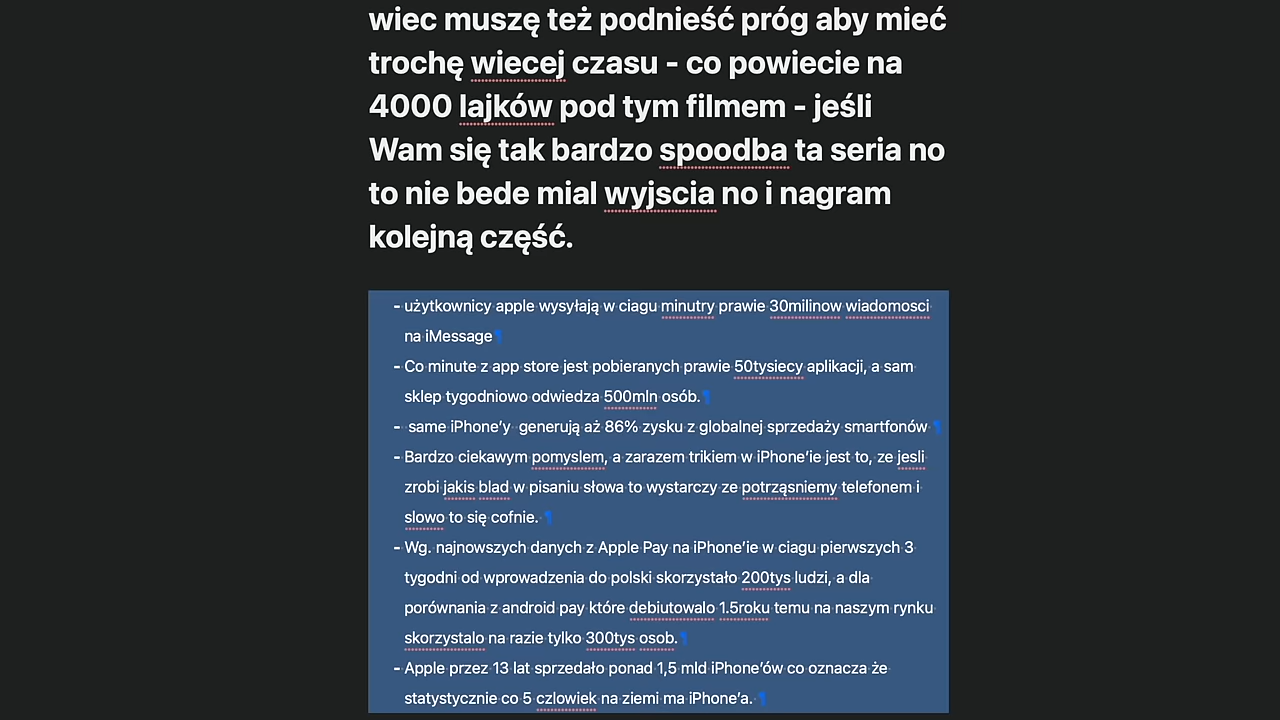 wiec muszę też podnieść próg aby mieć
trochę wiecej czasu - co powiecie na
4000 lajków pod tym filmem - jeśli
Wam się tak bardzo spoodba ta seria no
to nie bede mial wyjscia no i nagram
kolejną część.
- użytkownicy apple wysyłają w ciagu minutry prawie 30milinow wiadomosci
na iMessage¶
- Co minute z app store jest pobieranych prawie 50tysiecy aplikacji, a sam
sklep tygodniowo odwiedza 500mln osób.¶
- same iPhone’y generują aż 86% zysku z globalnej sprzedaży smartfonów ¶
- Bardzo ciekawym pomyslem, a zarazem trikiem w iPhone’ie jest to, ze jesli
zrobi jakis blad w pisaniu słowa to wystarczy ze potrząsniemy telefonem i
slowo to się cofnie. ¶
- Wg. najnowszych danych z Apple Pay na iPhone’ie w ciagu pierwszych 3
tygodni od wprowadzenia do polski skorzystało 200tys ludzi, a dla
porównania z android pay które debiutowalo 1.5roku temu na naszym rynku
skorzystalo na razie tylko 300tys osob.¶
- Apple przez 13 lat sprzedało ponad 1,5 mld iPhone’ów co oznacza że
statystycznie co 5 czlowiek na ziemi ma iPhone’a. ¶